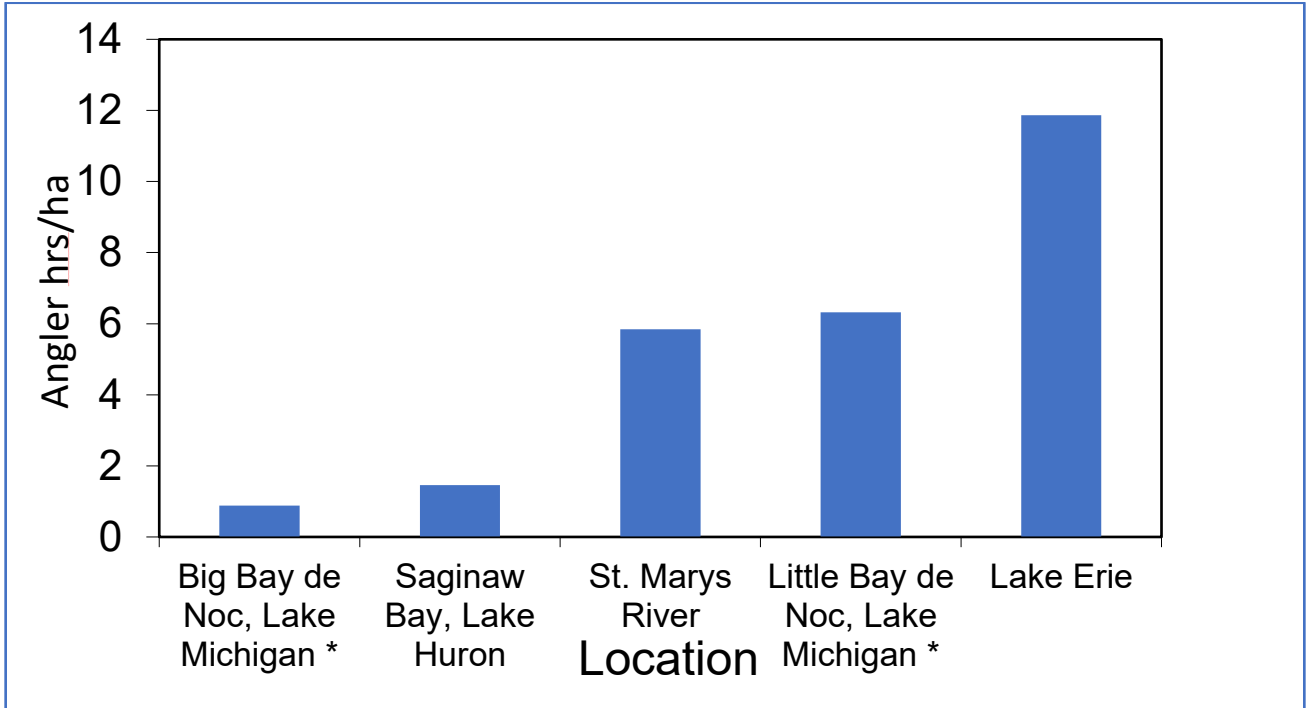 14
12
10
8
6
4
2
0
Angler hrs/ha
Big Bay de
Noc, Lake
Michigan *
Saginaw
Bay, Lake
Huron
St. Marys
River
Little Bay de
Noc, Lake
Michigan *
Lake Erie
Location